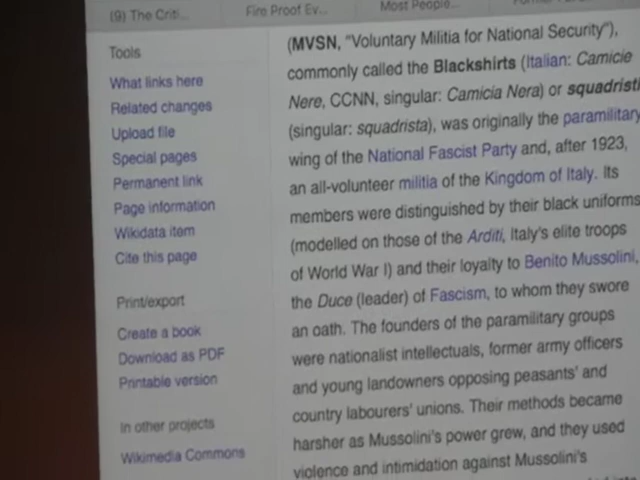 (9) The Criti...
Fire Proof Ev...
Most People...
Tools
What links here
Related changes
Upload file
Special pages
Permanent link
Page information
Wikidata item
Cite this page
Print/export
Create a book
Download as PDF
Printable version
In other projects
Wikimedia Commons
(MVSN, "Voluntary Militia for National Security"),
commonly called the Blackshirts (Italian: Camicie
Nere, CCNN, singular: Camicia Nera) or squadristi
(singular: squadrista), was originally the paramilitary
wing of the National Fascist Party and, after 1923,
an all-volunteer militia of the Kingdom of Italy. Its
members were distinguished by their black uniforms
(modelled on those of the Arditi, Italy's elite troops
of World War I) and their loyalty to Benito Mussolini,
the Duce (leader) of Fascism, to whom they swore
an oath. The founders of the paramilitary groups
were nationalist intellectuals, former army officers
and young landowners opposing peasants' and
country labourers' unions. Their methods became
harsher as Mussolini's power grew, and they used
violence and intimidation against Mussolini's